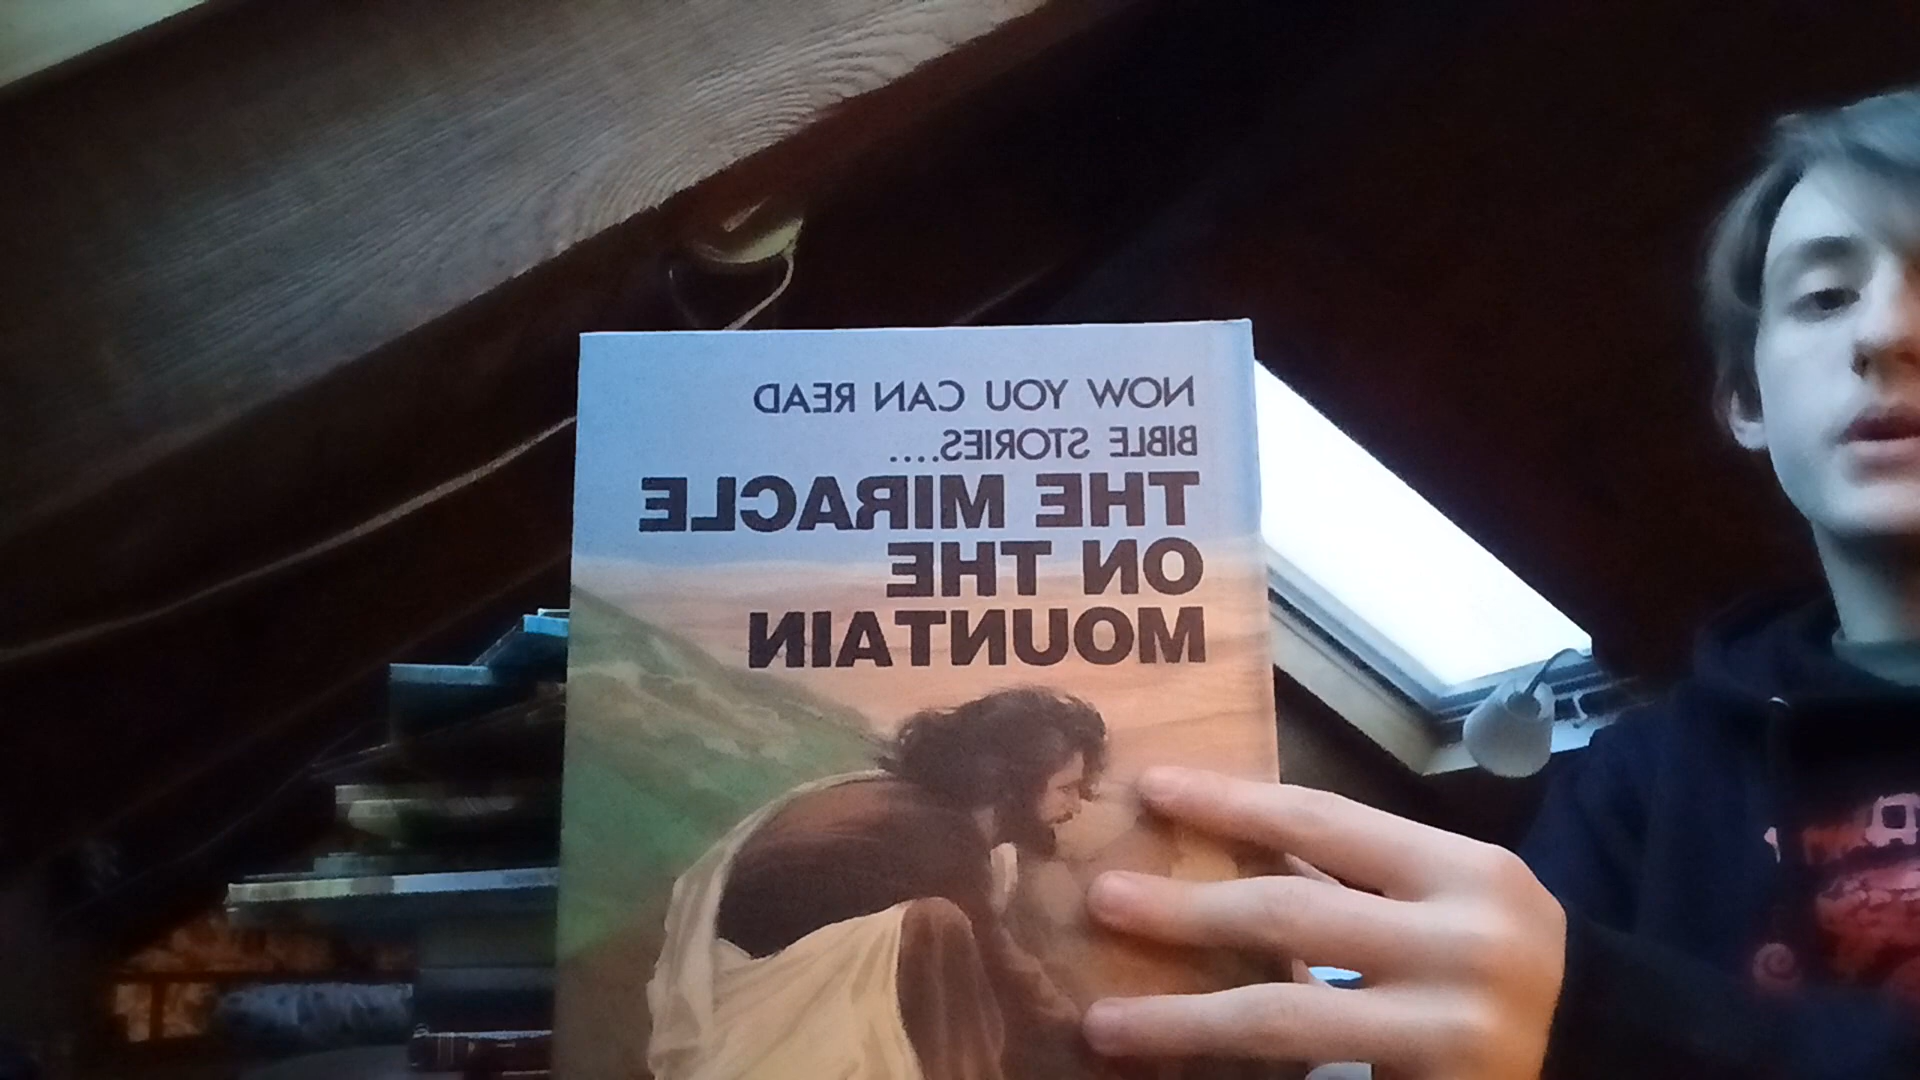 NOW YOU CAN READ
BIBLE STORIES....
THE MIRACLE
ON THE
MOUNTAIN